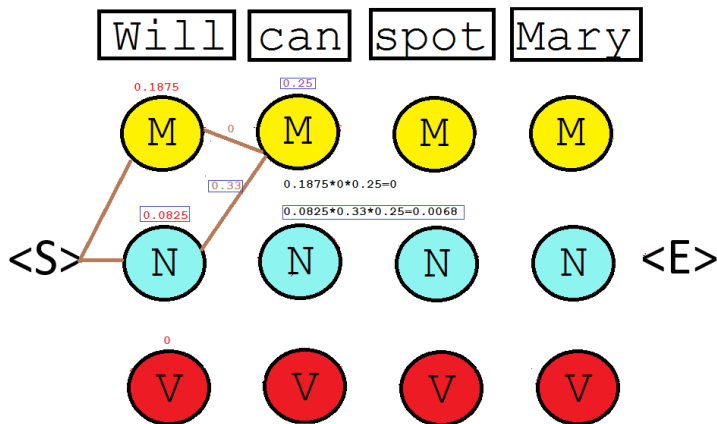 Will can spot Mary
0.1875 0.25
M M M M
0
0.33 0.1875*0*0.25=0
0.0825 0.0825*0.33*0.25=0.0068
<S> N N N N <E>
0
V V V V